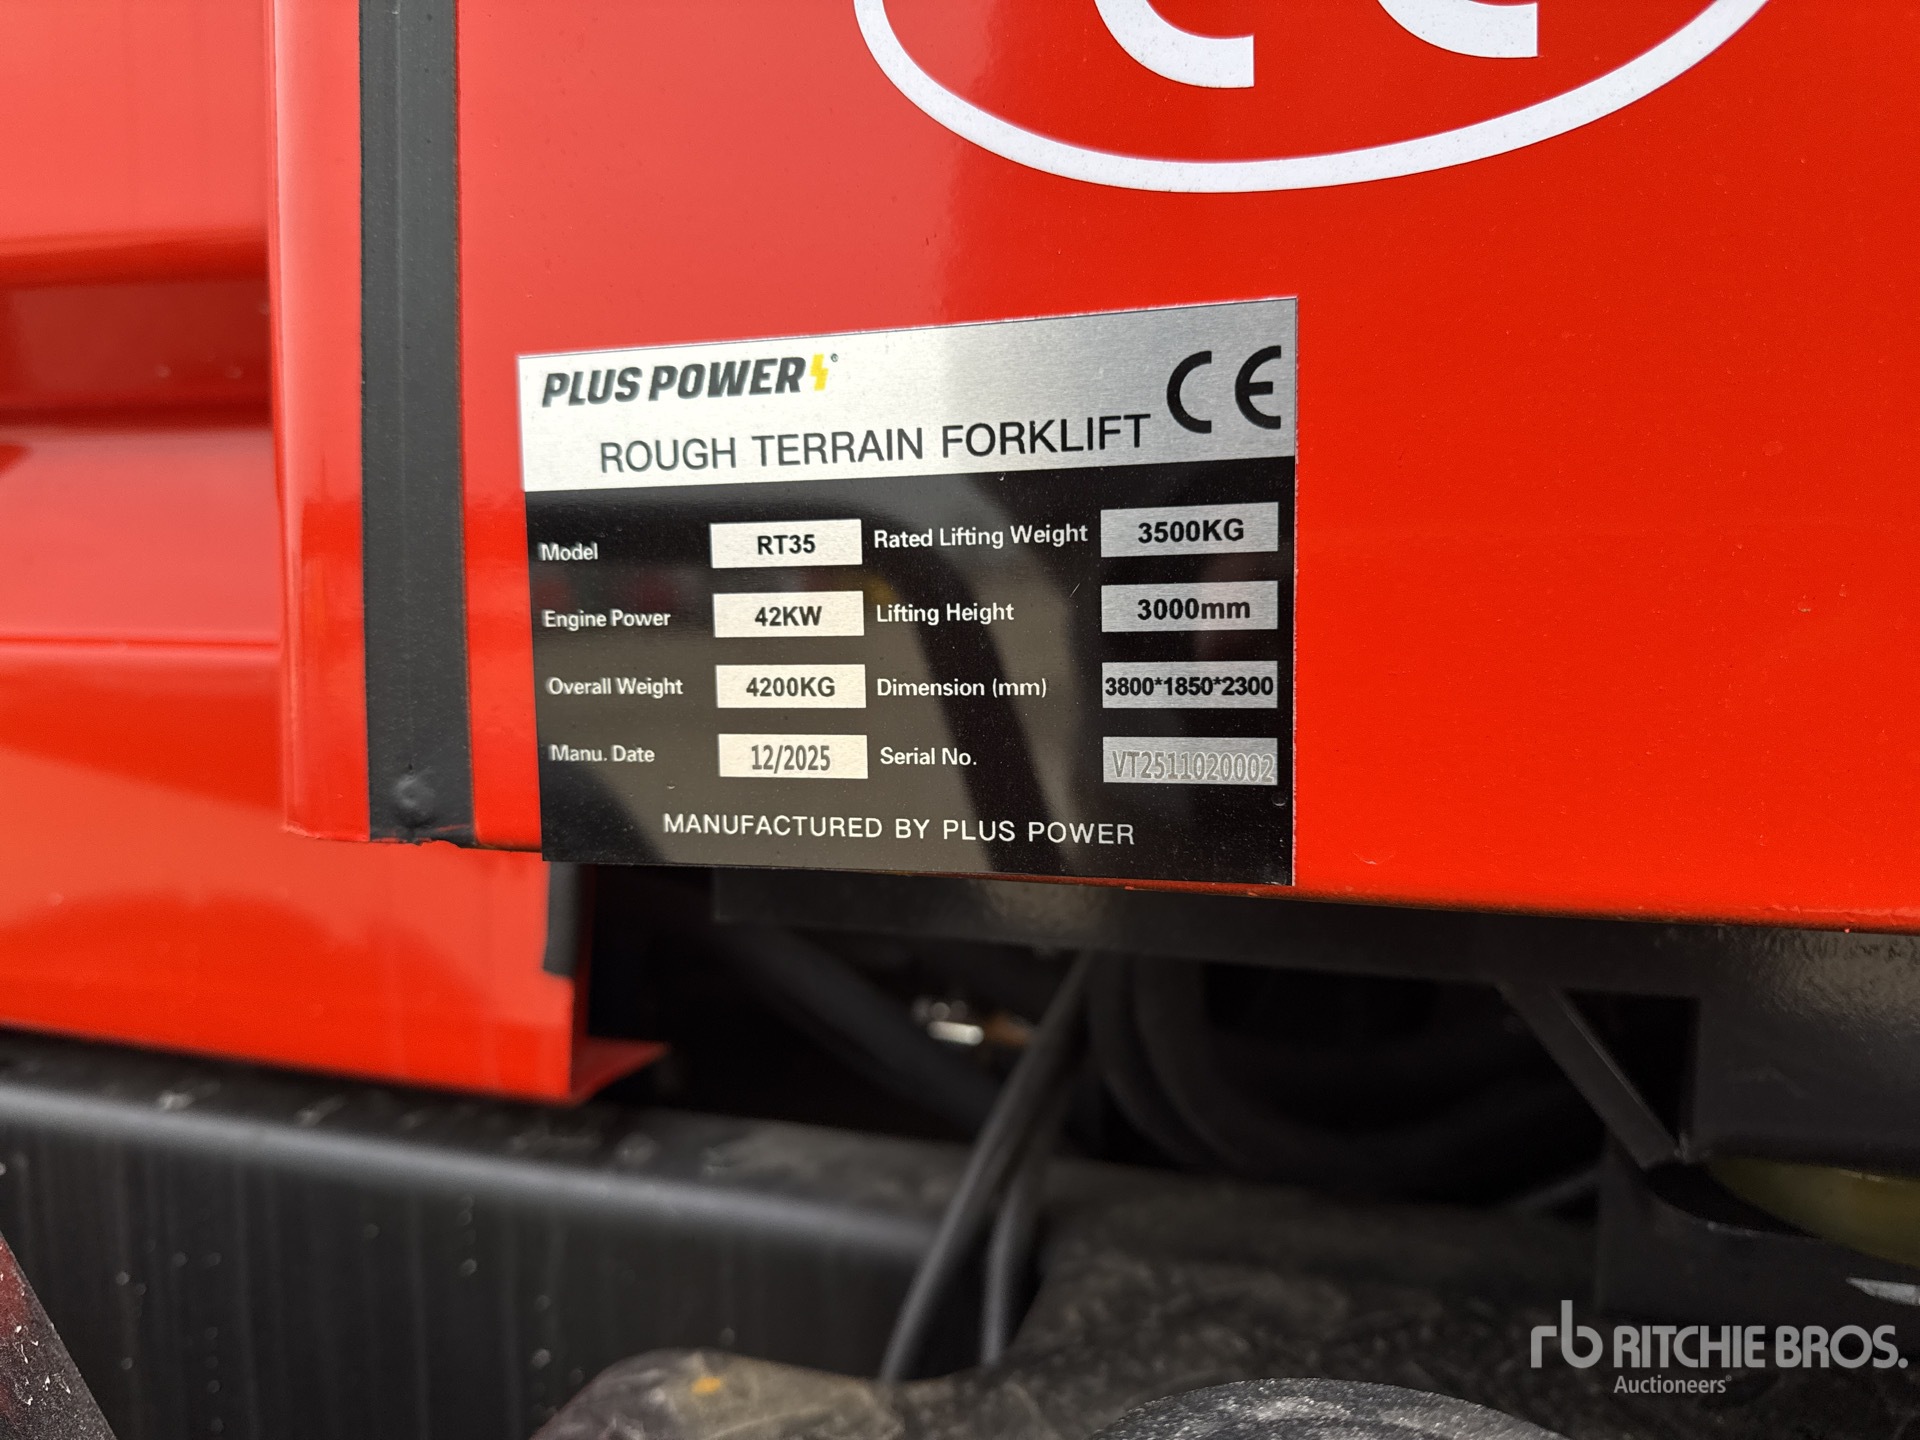 CE
PLUS POWER®
CE
ROUGH TERRAIN FORKLIFT
Model RT35 Rated Lifting Weight 3500KG
Engine Power 42KW Lifting Height 3000mm
Overall Weight 4200KG Dimension (mm) 3800*1850*2300
Manu. Date 12/2025 Serial No. VT2511020002
MANUFACTURED BY PLUS POWER
rb RITCHIE BROS.
Auctioneers